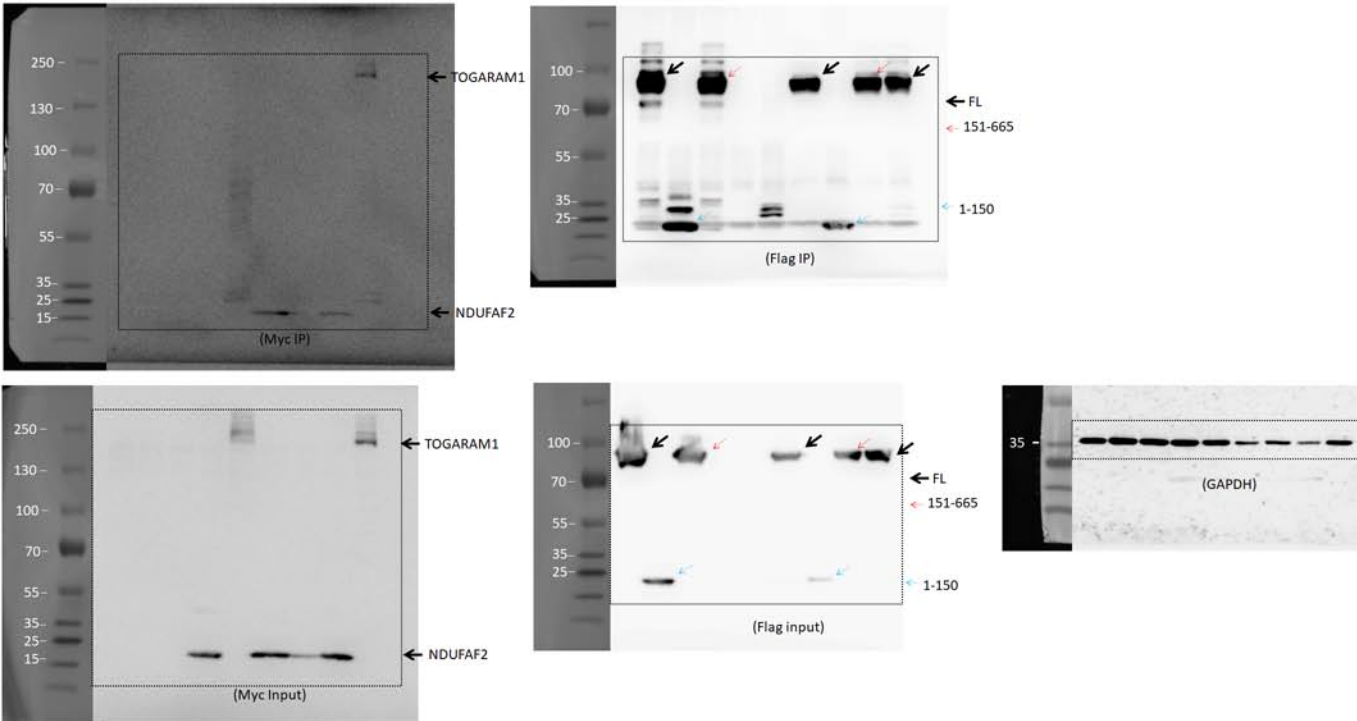 250
130
100
70
55
35
25
15
TOGARAM1
NDUFAF2
(Myc IP)
100
70
55
35
25
FL
151-665
1-150
(Flag IP)
250
130
100
70
55
35
25
15
TOGARAM1
NDUFAF2
(Myc Input)
100
70
55
35
25
FL
151-665
1-150
(Flag input)
35
(GAPDH)